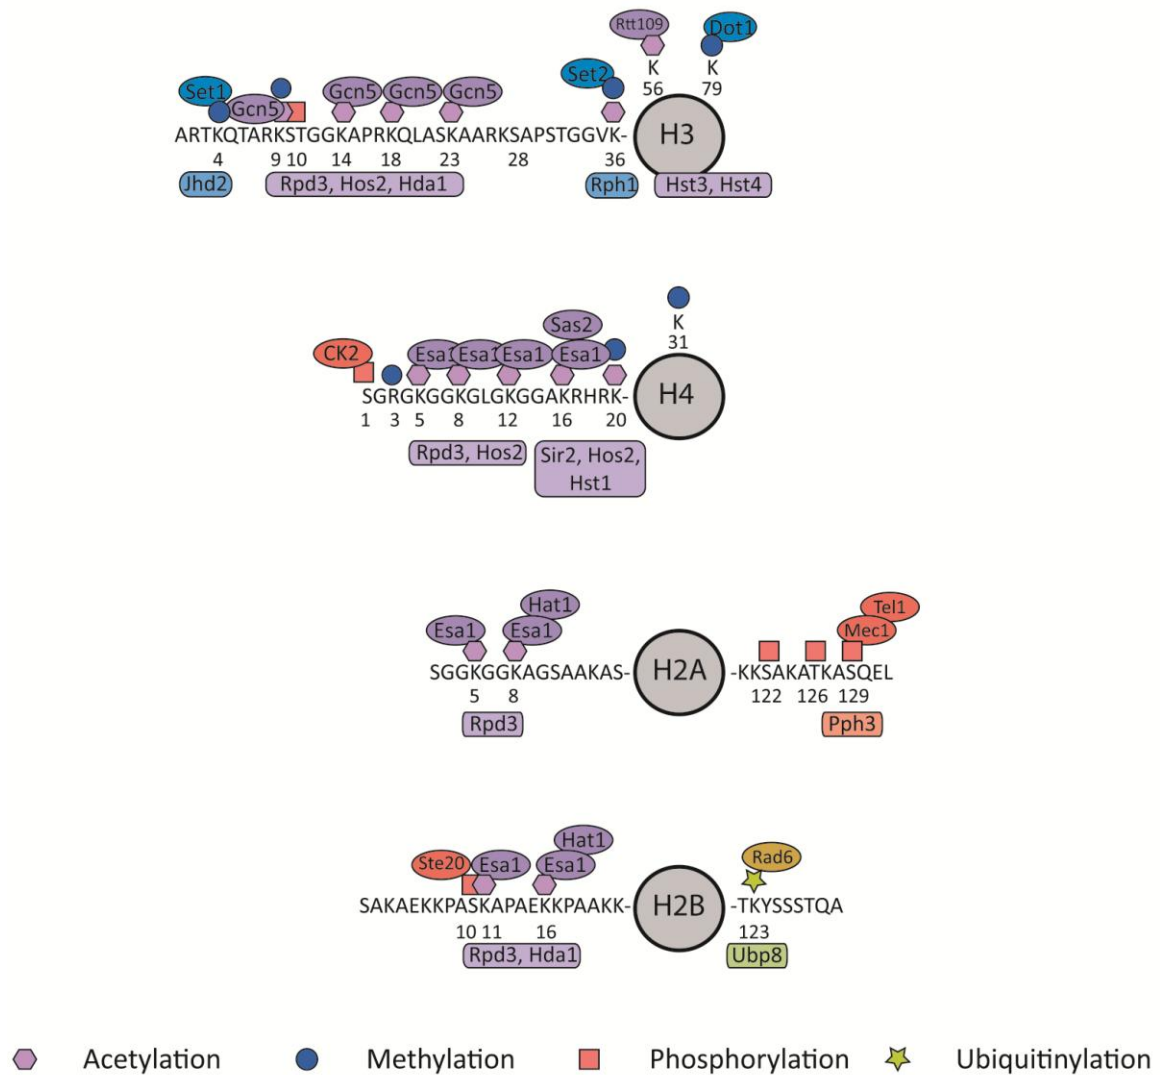 Rtt109
Dot1
K
K
56
79
Set1
Gcn5
Gcn5
Gcn5
Gcn5
Set2
ARTKQTARKSTGGKAPRKQLASKAARKSAPSTGGVK-
H3
4
9
10
14
18
23
28
36
Jhd2
Rpd3, Hos2, Hda1
Rph1
Hst3, Hst4
K
31
Sas2
CK2
Esa1
Esa1
Esa1
Esa1
SGRGKGGKGLGKGGAKRHRK-
H4
1
3
5
8
12
16
20
Rpd3, Hos2
Sir2, Hos2,
Hst1
Hat1
Tel1
Esa1
Esa1
Mec1
SGGKGGKAGSAAKAS-
H2A
-KKSAKATKASQEL
5
8
122
126
129
Rpd3
Pph3
Hat1
Ste20
Esa1
Esa1
Rad6
SAKAEKKPASKAPAEKKPAAKK-
H2B
-TKYSSSTQA
10
11
16
123
Rpd3, Hda1
Ubp8
Acetylation
Methylation
Phosphorylation
Ubiquitinylation